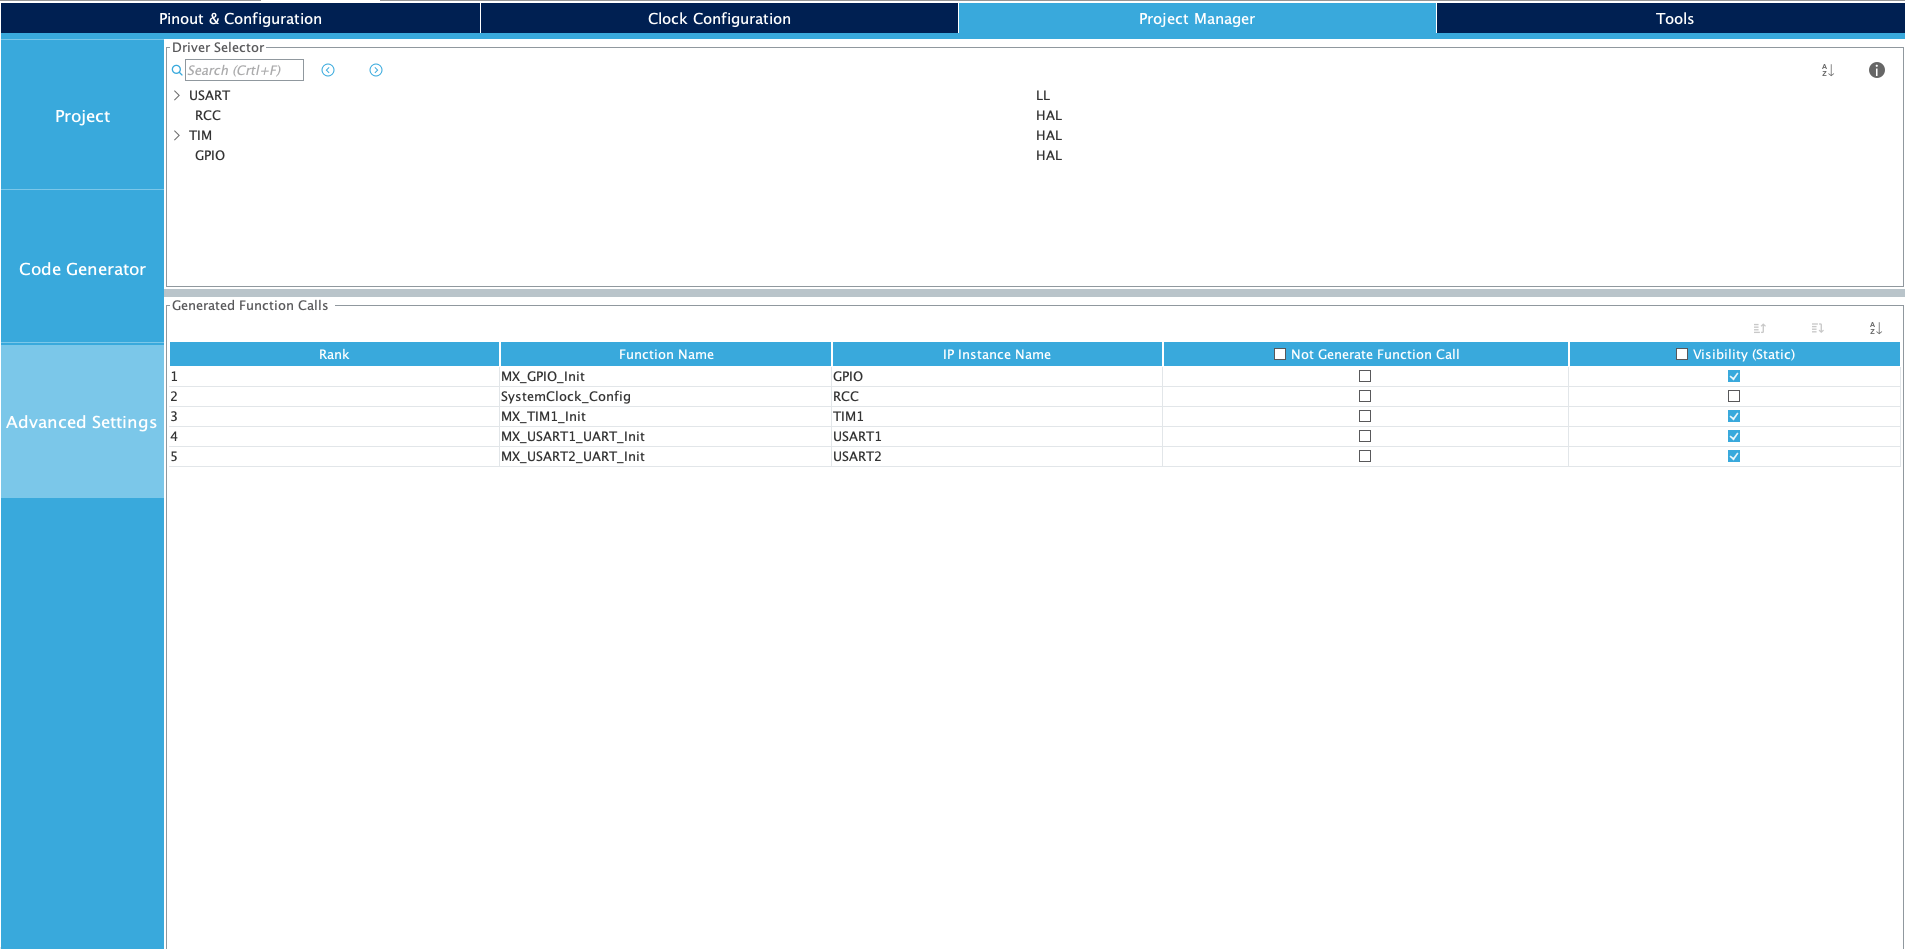 Pinout & Configuration Clock Configuration Project Manager Tools
Project
Code Generator
Advanced Settings
Driver Selector
Search (Crtl+F)
USART LL
RCC HAL
TIM HAL
GPIO HAL
Generated Function Calls
Rank Function Name IP Instance Name Not Generate Function Call Visibility (Static)
1 MX_GPIO_Init GPIO
2 SystemClock_Config RCC
3 MX_TIM1_Init TIM1
4 MX_USART1_UART_Init USART1
5 MX_USART2_UART_Init USART2